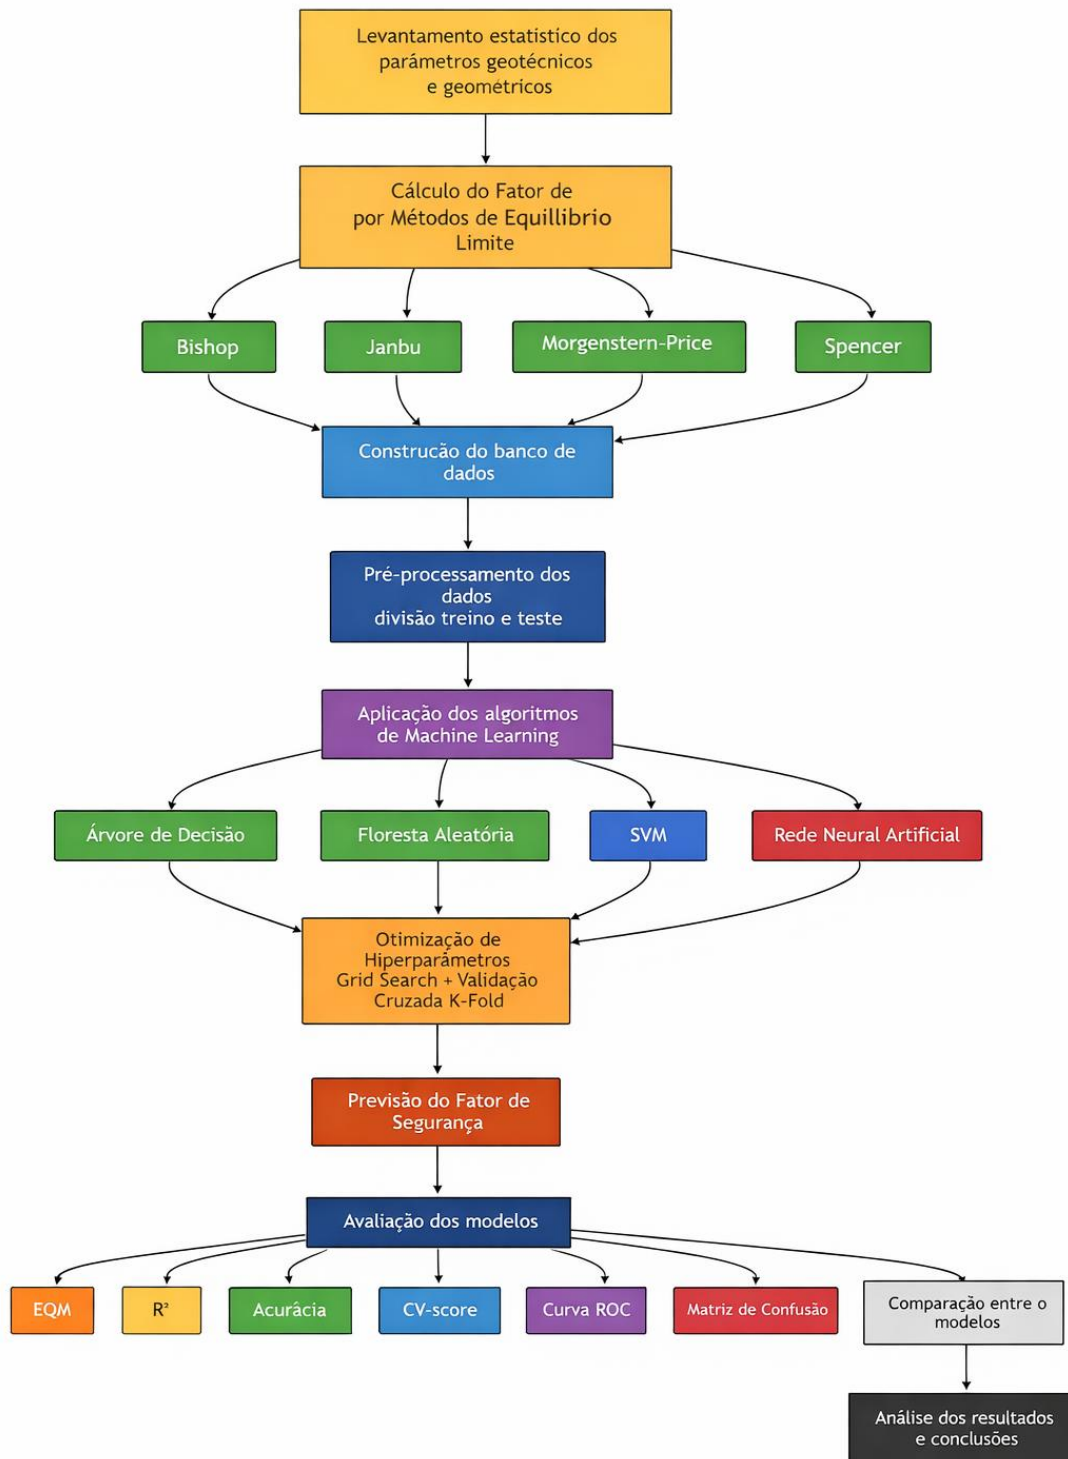 Levantamento estatístico dos
parámetros geotécnicos
e geométricos
Cálculo do Fator de
por Métodos de Equillibrio
Limite
Bishop
Janbu
Morgenstern-Price
Spencer
Construcão do banco de
dados
Pré-processamento dos
dados
divisão treino e teste
Aplicação dos algoritmos
de Machine Learning
Árvore de Decisão
Floresta Aleatória
SVM
Rede Neural Artificial
Otimização de
Hiperparâmetros
Grid Search + Validação
Cruzada K-Fold
Previsão do Fator de
Segurança
Avaliação dos modelos
EQM
R²
Acurácia
CV-score
Curva ROC
Matriz de Confusão
Comparação entre o
modelos
Análise dos resultados
e conclusões